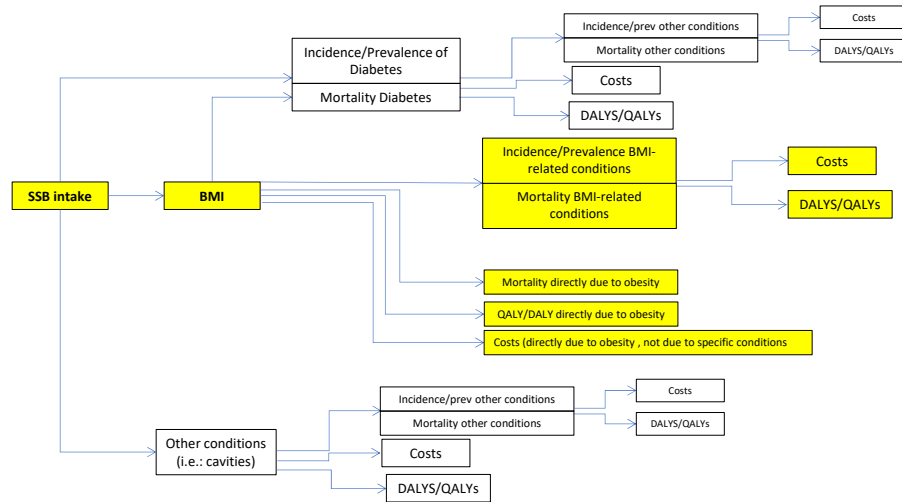 Incidence/prev other conditions
Mortality other conditions
Costs
DALYS/QALYs
Incidence/Prevalence of
Diabetes
Mortality Diabetes
Costs
DALYS/QALYs
SSB intake
BMI
Incidence/Prevalence BMI-
related conditions
Mortality BMI-related
conditions
Costs
DALYS/QALYs
Mortality directly due to obesity
QALY/DALY directly due to obesity
Costs (directly due to obesity , not due to specific conditions
Other conditions
(i.e.: cavities)
Incidence/prev other conditions
Mortality other conditions
Costs
DALYS/QALYs
Costs
DALYS/QALYs